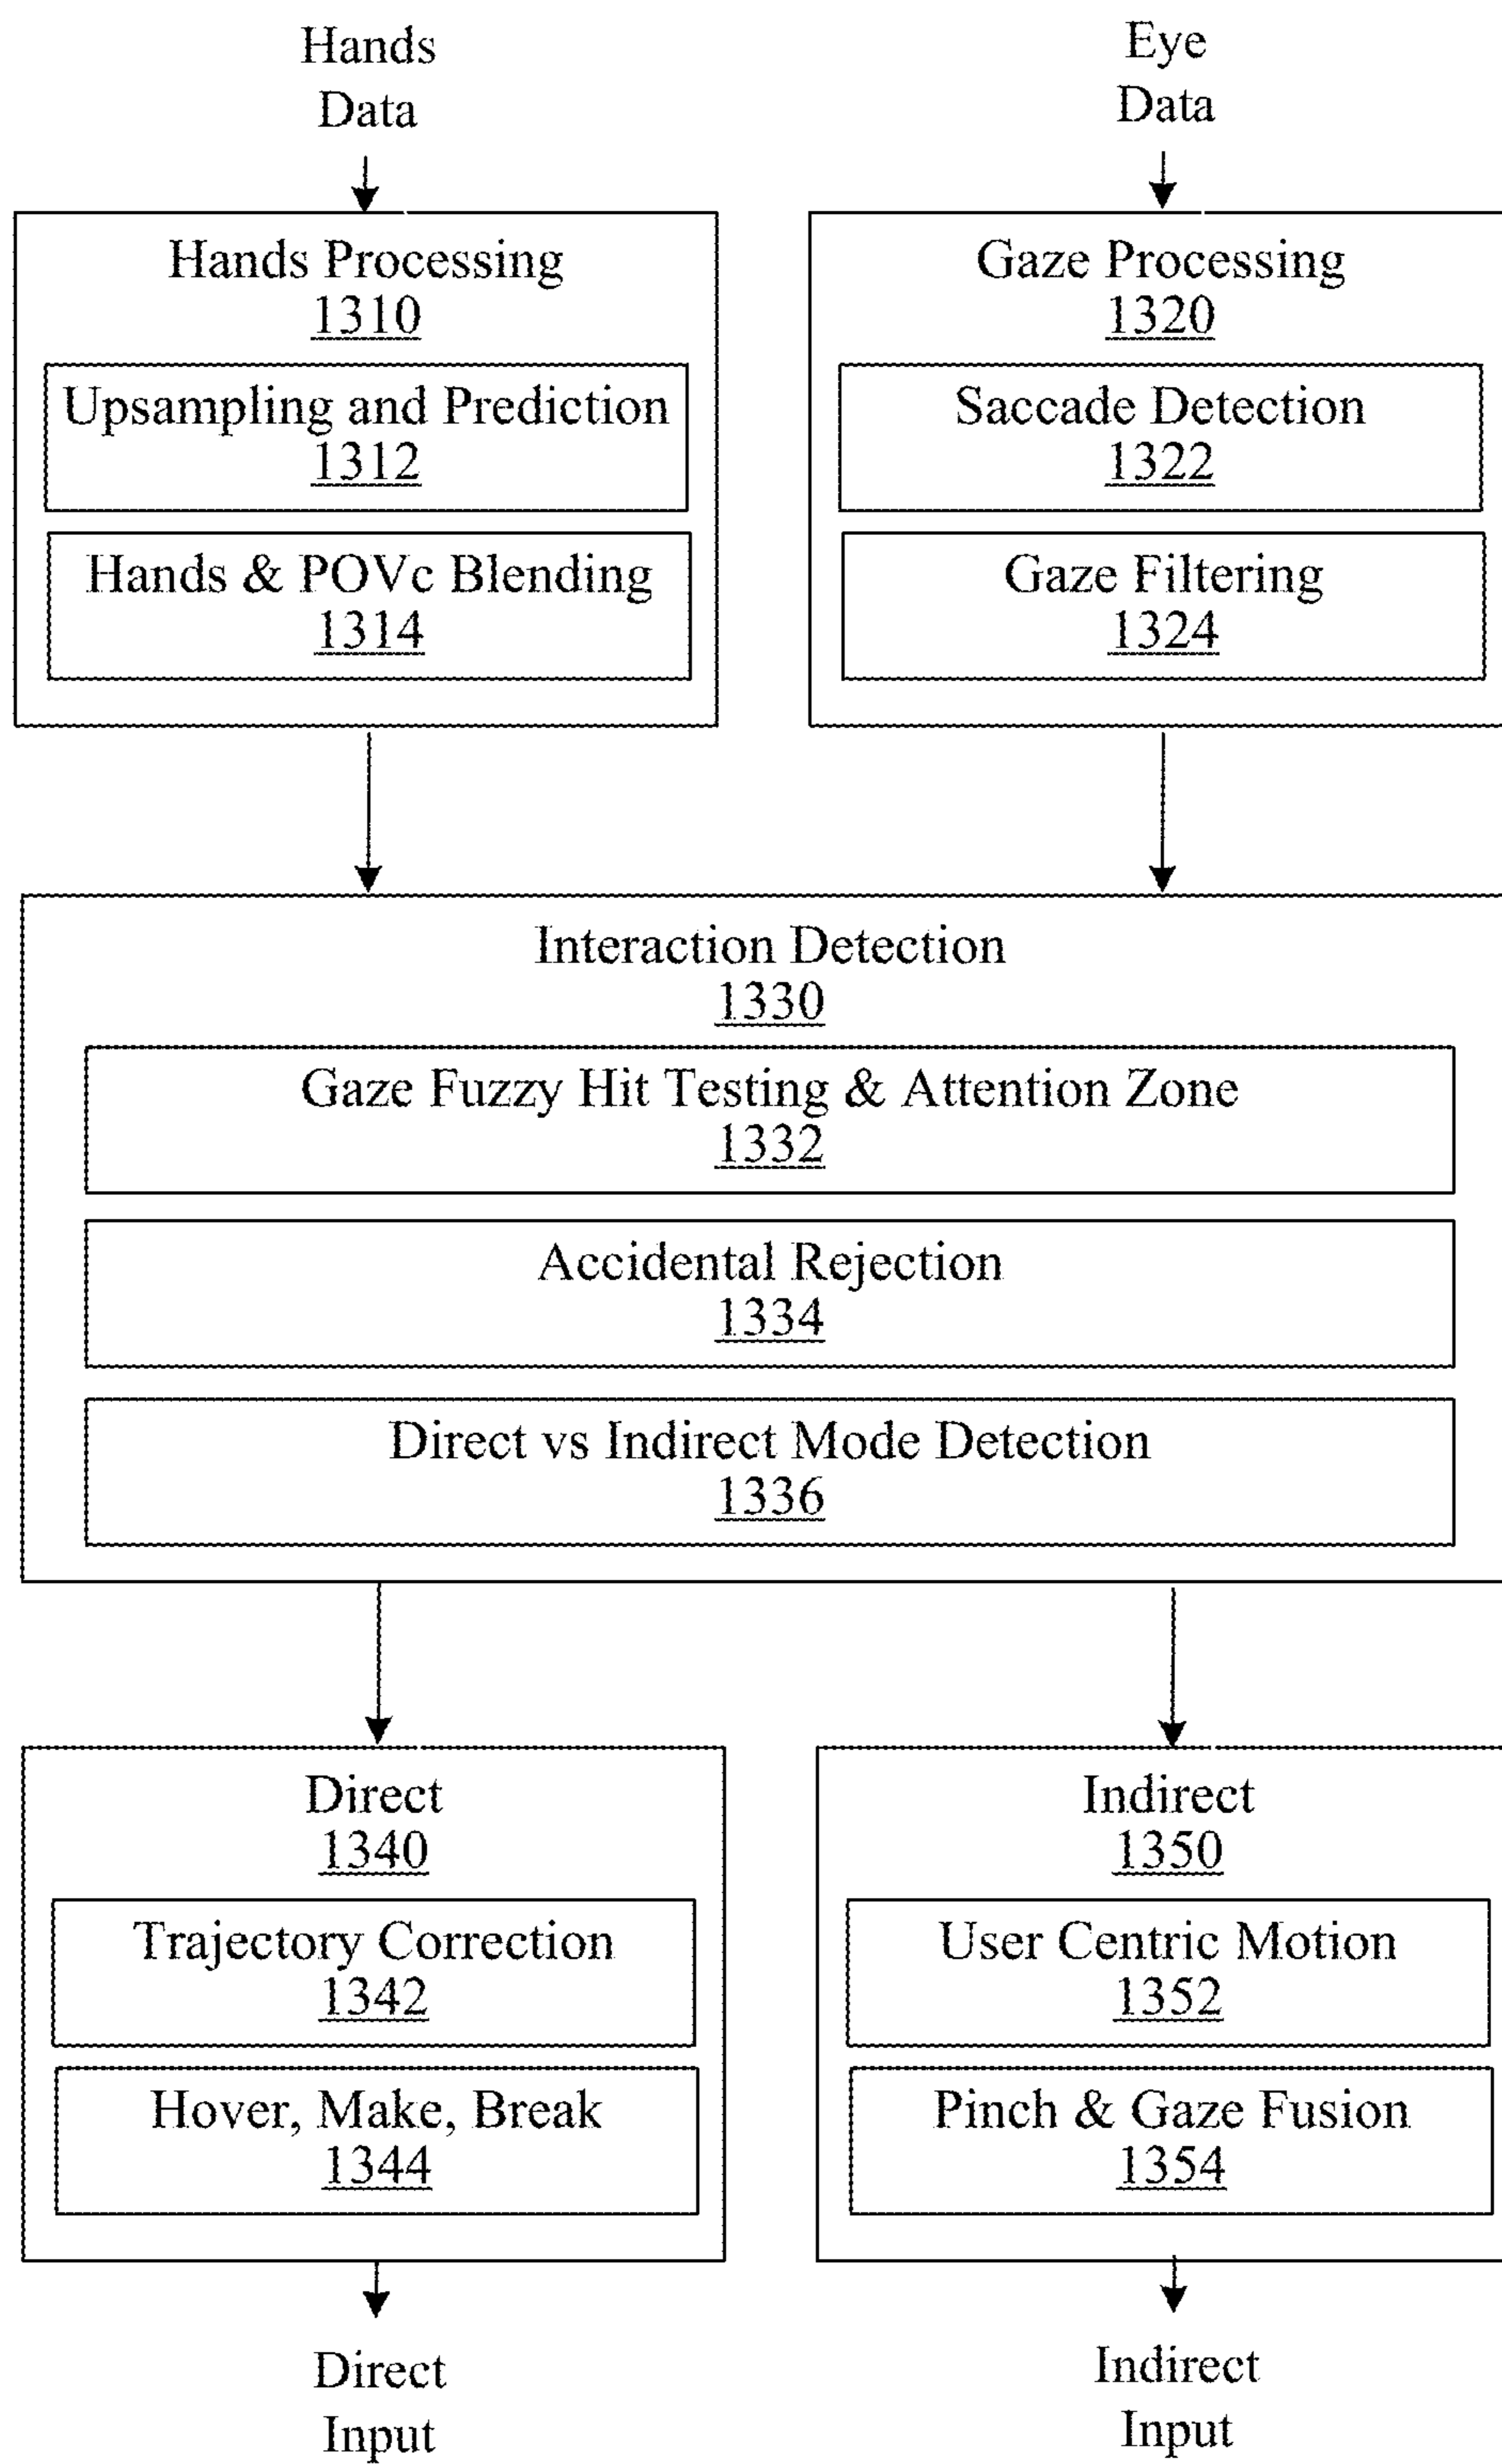 Hands
Data
Eye
Data
Hands Processing
1310
Upsampling and Prediction
1312
Hands & POVc Blending
1314
Gaze Processing
1320
Saccade Detection
1322
Gaze Filtering
1324
Interaction Detection
1330
Gaze Fuzzy Hit Testing & Attention Zone
1332
Accidental Rejection
1334
Direct vs Indirect Mode Detection
1336
Direct
1340
Trajectory Correction
1342
Hover, Make, Break
1344
Indirect
1350
User Centric Motion
1352
Pinch & Gaze Fusion
1354
Direct
Input
Indirect
Input